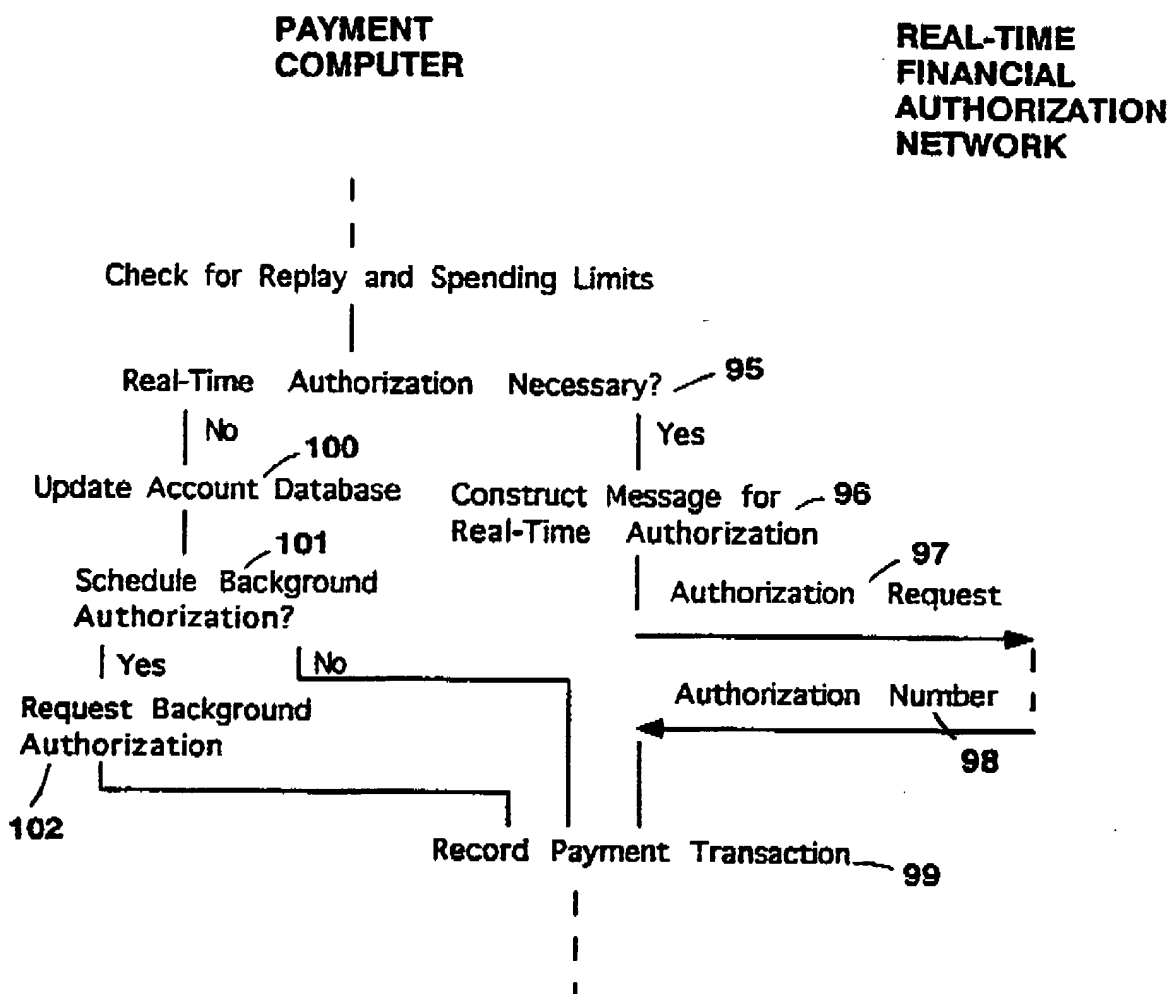 PAYMENT
COMPUTER
REAL-TIME
FINANCIAL
AUTHORIZATION
NETWORK
Check for Replay and Spending Limits
Real-Time Authorization Necessary?
95
No
Yes
100
Update Account Database
Construct Message for
Real-Time Authorization
96
101
Schedule Background
Authorization?
97
Authorization Request
Yes
No
Authorization Number
98
Request Background
Authorization
102
Record Payment Transaction
99